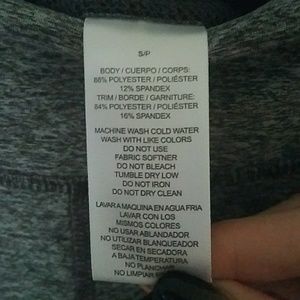 S/P
BODY / CUERPO / CORPS:
88% POLYESTER / POLIÉSTER
12% SPANDEX
TRIM / BORDE / GARNITURE:
84% POLYESTER / POLIÉSTER
16% SPANDEX
MACHINE WASH COLD WATER
WASH WITH LIKE COLORS
DO NOT USE
FABRIC SOFTNER
DO NOT BLEACH
TUMBLE DRY LOW
DO NOT IRON
DO NOT DRY CLEAN
LAVAR A MAQUINA EN AGUA FRIA
LAVAR CON LOS
MISMOS COLORES
NO USAR ABLANDADOR
NO UTILIZAR BLANQUEADOR
SECAR EN SECADORA
A BAJA TEMPERATURA
NO PLANCHAR
NO LIMPIAR EN